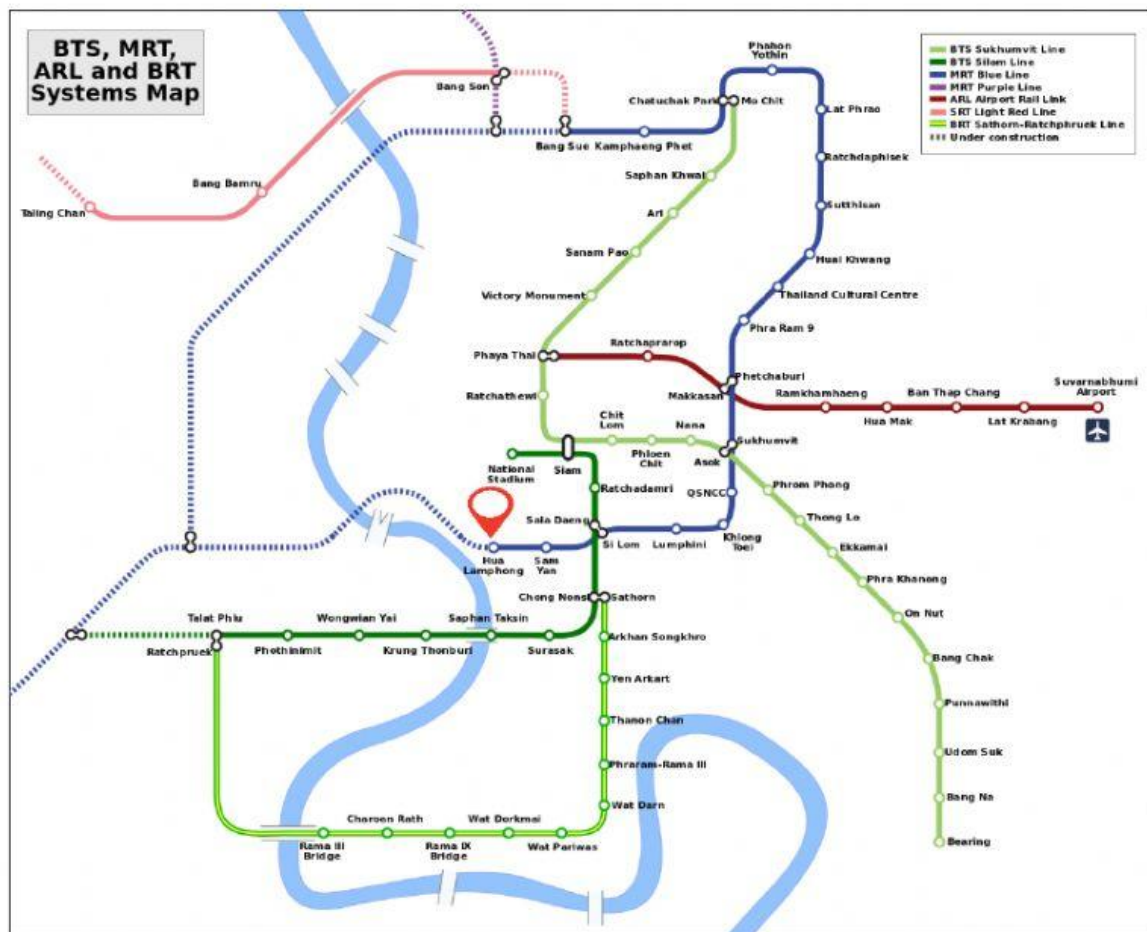 BTS, MRT,
ARL and BRT
Systems Map
BTS Sukhumvit Line
BTS Silom Line
MRT Blue Line
MRT Purple Line
ARL Airport Rail Link
SRT Light Red Line
BRT Sathorn-Ratchphruek Line
Under construction
Phahon
Yothin
Bang Son
Chatuchak Park
Mo Chit
Lat Phrao
Bang Sue
Kamphaeng Phet
Ratchdaphisek
Saphan Khwai
Bang Bamru
Taling Chan
Ari
Sutthisan
Sanam Pao
Huai Khwang
Victory Monument
Thailand Cultural Centre
Phra Ram 9
Phaya Thai
Ratchaprarop
Phetchaburi
Makkasan
Ramkhamhaeng
Hua Mak
Ban Thap Chang
Lat Krabang
Suvarnabhumi
Airport
Ratchathewi
Chit
Lom
Phloen
Chit
Nana
Asok
Sukhumvit
National
Stadium
Siam
Ratchadamri
QSNCC
Phrom Phong
Thong Lo
Sala Daeng
Si Lom
Lumphini
Khlong
Toei
Hua
Lamphong
Sam
Yan
Ekkamai
Phra Khanong
On Nut
Chong Nonsi
Sathorn
Talat Phlu
Ratchpruek
Phothinimit
Wongwian Yai
Krung Thonburi
Saphan Taksin
Surasak
Arkhan Songkhro
Bang Chak
Yen Arkart
Punnawithi
Thanon Chan
Udom Suk
Phraram-Rama III
Bang Na
Wat Darn
Bearing
Rama III
Bridge
Charoen Rath
Rama IX
Bridge
Wat Dorkmai
Wat Pariwas